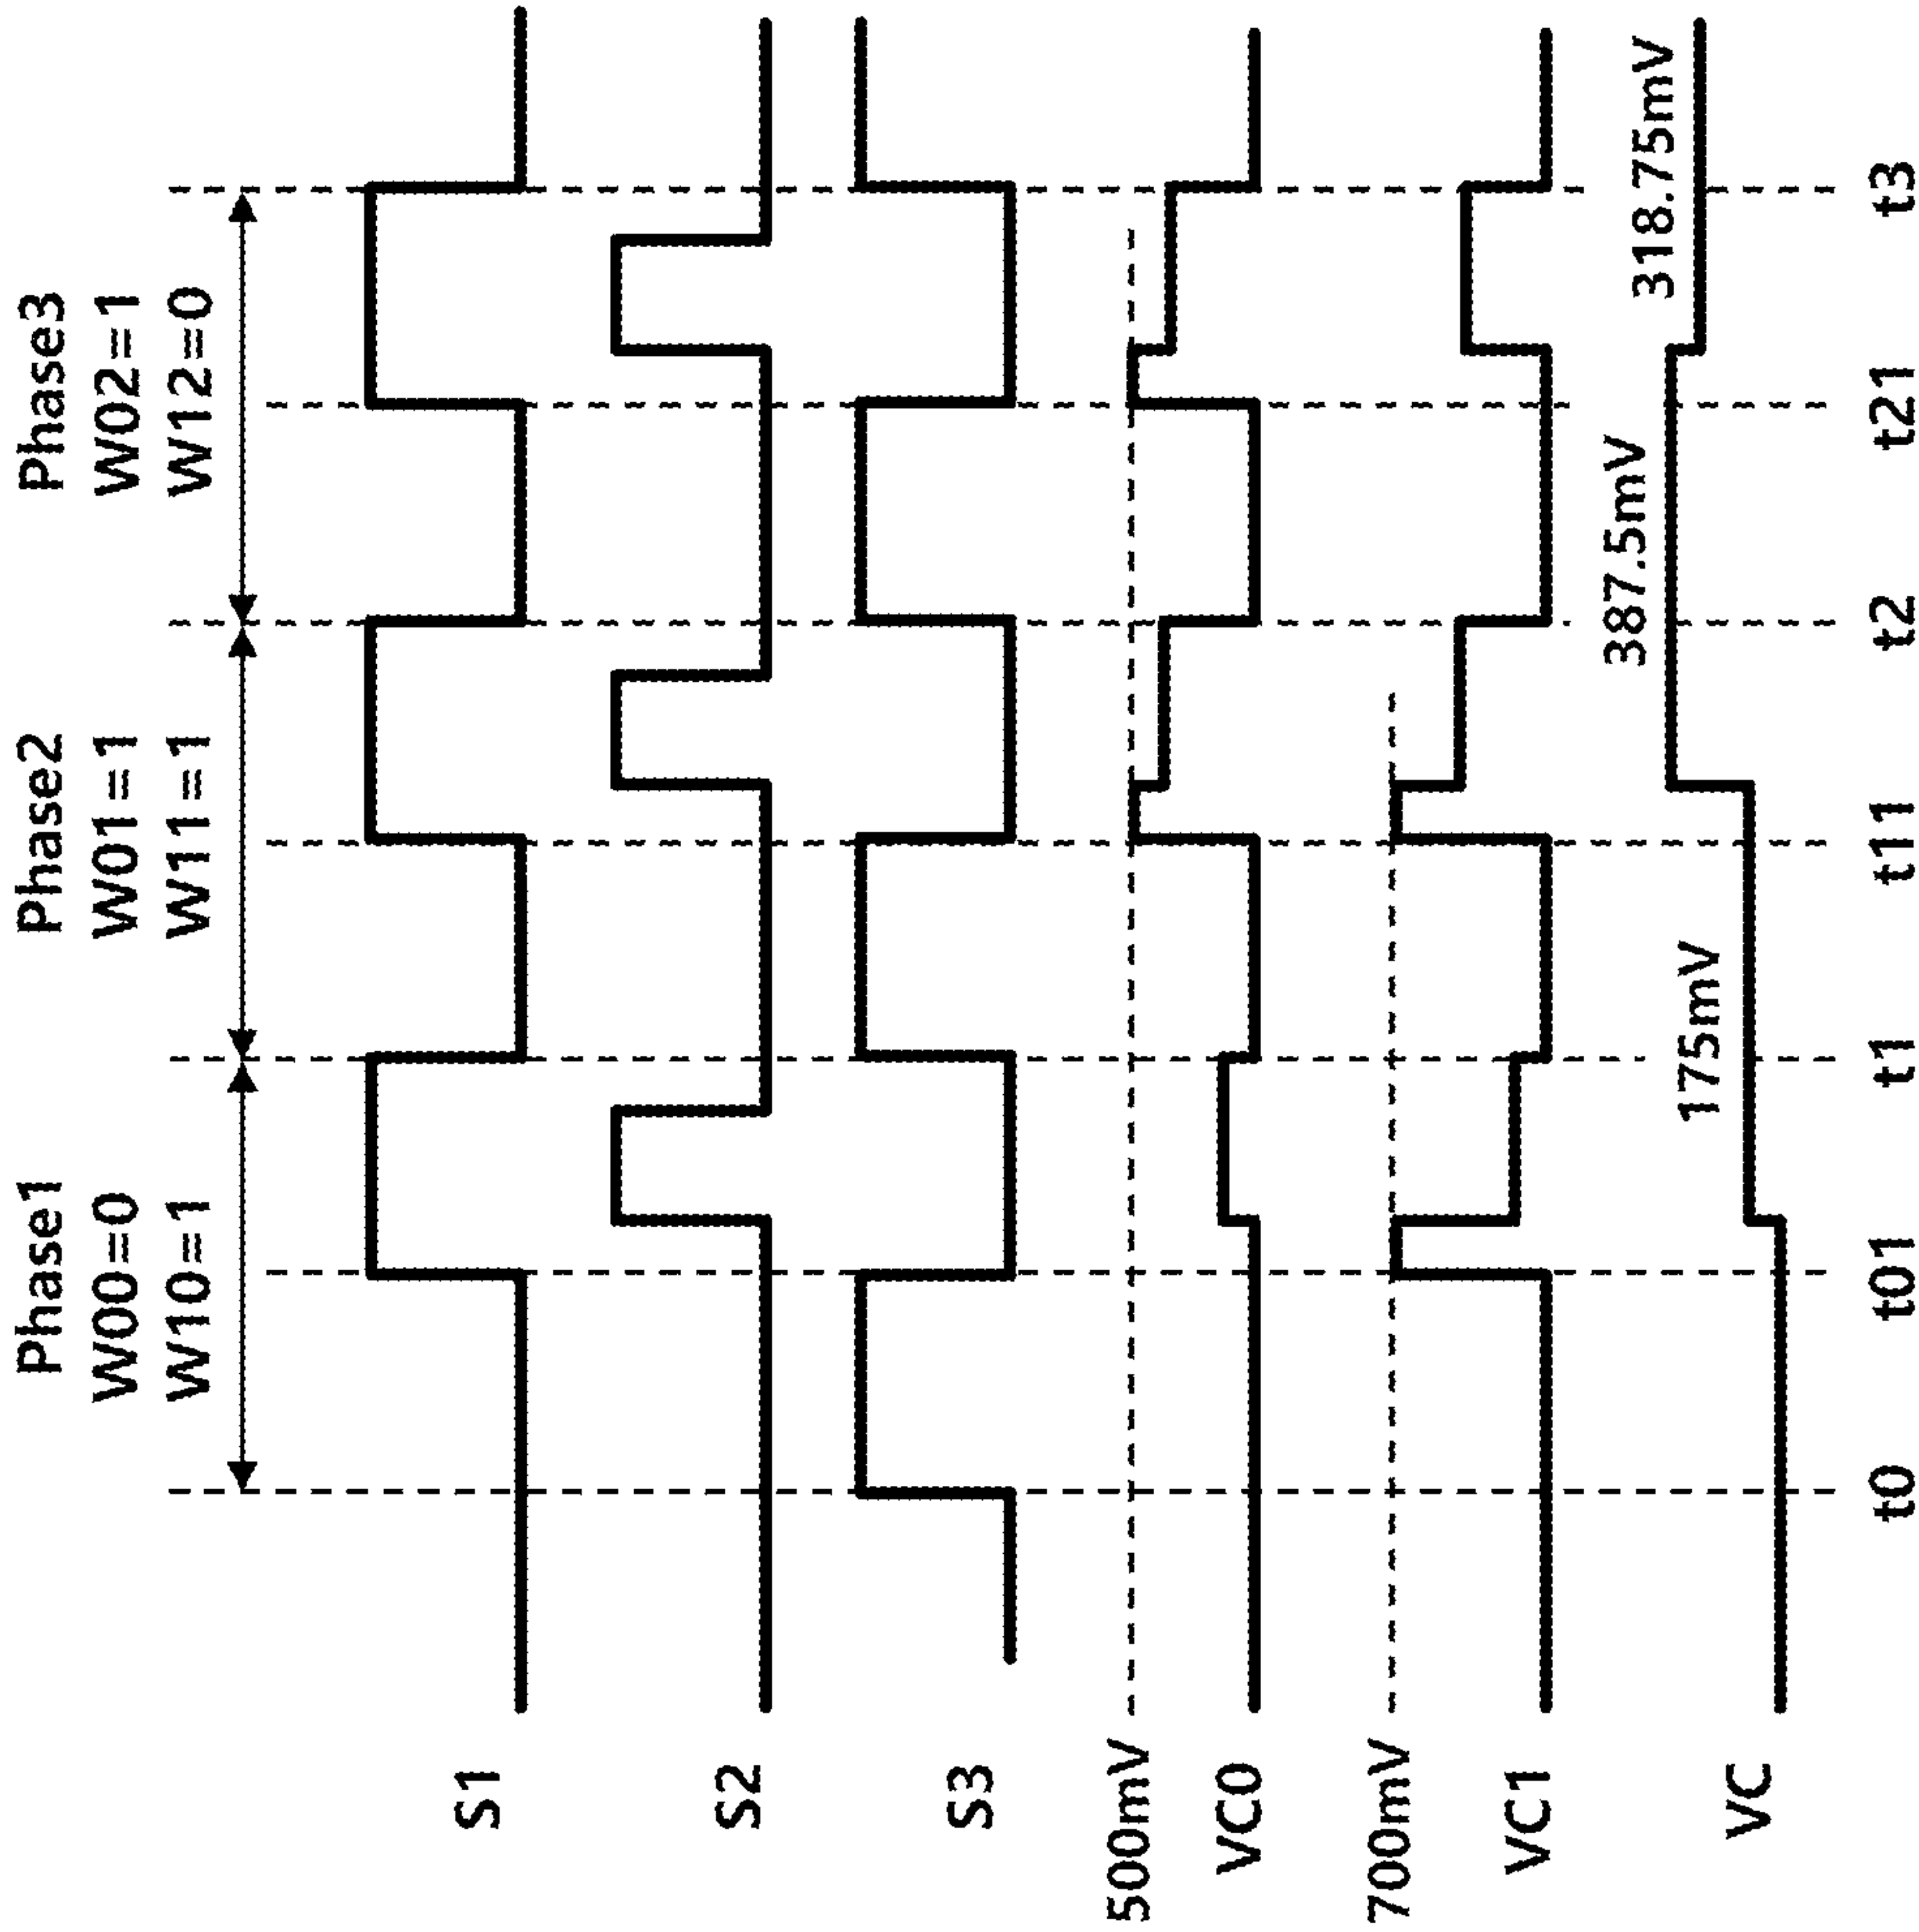 Phase1
W00=0
W10=1
Phase2
W01=1
W11=1
Phase3
W02=1
W12=0
S1
S2
S3
500mV
VC0
700mV
VC1
VC
175mV
387.5mV
318.75mV
t0
t01
t1
t11
t2
t21
t3